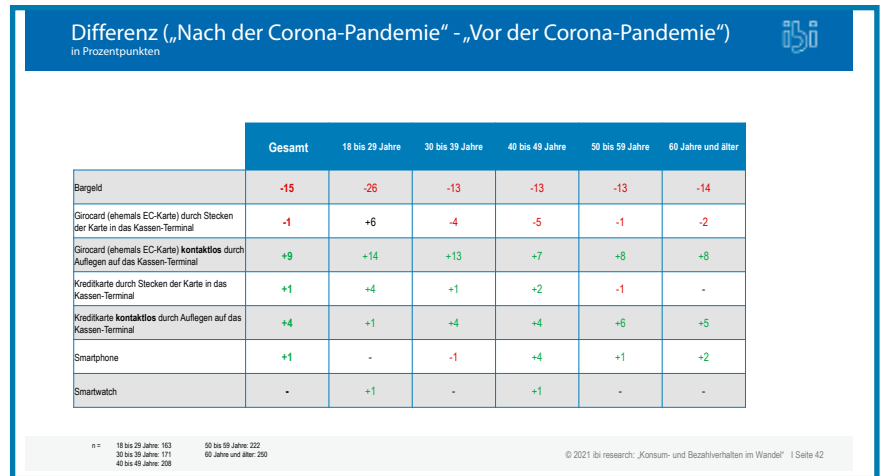 Differenz („Nach der Corona-Pandemie“ -„Vor der Corona-Pandemie“)
in Prozentpunkten
ibi
Gesamt 18 bis 29 Jahre 30 bis 39 Jahre 40 bis 49 Jahre 50 bis 59 Jahre 60 Jahre und älter
Bargeld -15 -26 -13 -13 -13 -14
Girocard (ehemals EC-Karte) durch Stecken
der Karte in das Kassen-Terminal -1 +6 -4 -5 -1 -2
Girocard (ehemals EC-Karte) kontaktlos durch
Auflegen auf das Kassen-Terminal +9 +14 +13 +7 +8 +8
Kreditkarte durch Stecken der Karte in das
Kassen-Terminal +1 +4 +1 +2 -1 -
Kreditkarte kontaktlos durch Auflegen auf das
Kassen-Terminal +4 +1 +4 +4 +6 +5
Smartphone +1 - -1 +4 +1 +2
Smartwatch - +1 - +1 - -
n = 18 bis 29 Jahre: 163 50 bis 59 Jahre: 222
30 bis 39 Jahre: 171 60 Jahre und älter: 250
40 bis 49 Jahre: 208
© 2021 ibi research: „Konsum- und Bezahlverhalten im Wandel“ I Seite 42